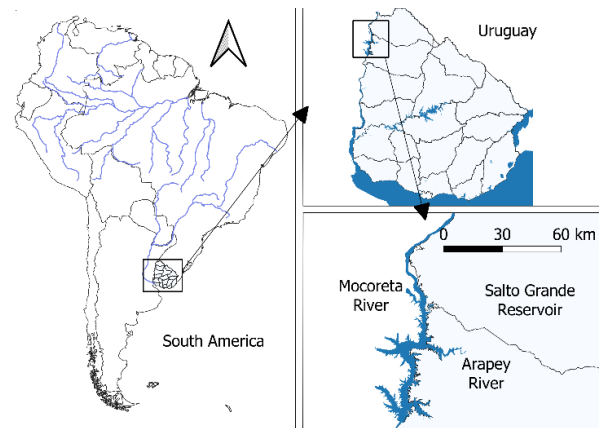 South America
Uruguay
0 30 60 km
Mocoreta
River
Salto Grande
Reservoir
Arapey
River